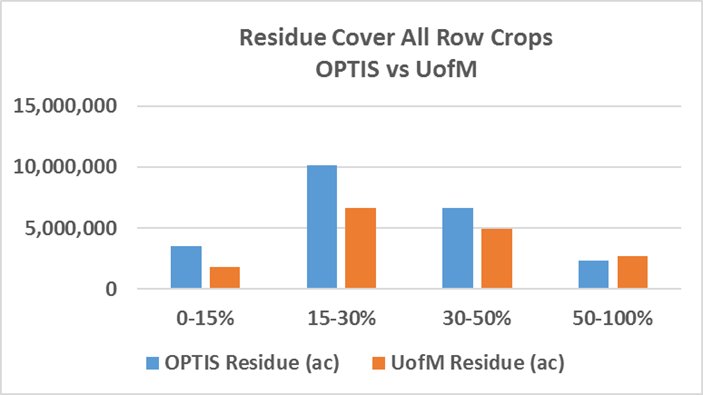 Residue Cover All Row Crops
OPTIS vs UofM
15,000,000
10,000,000
5,000,000
0
0-15%
15-30%
30-50%
50-100%
OPTIS Residue (ac)
UofM Residue (ac)